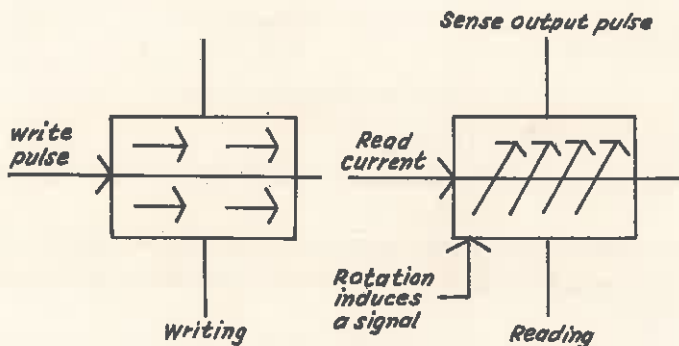 Sense output pulse
write
pulse
Read
current
Rotation
induces
a signal
Writing
Reading